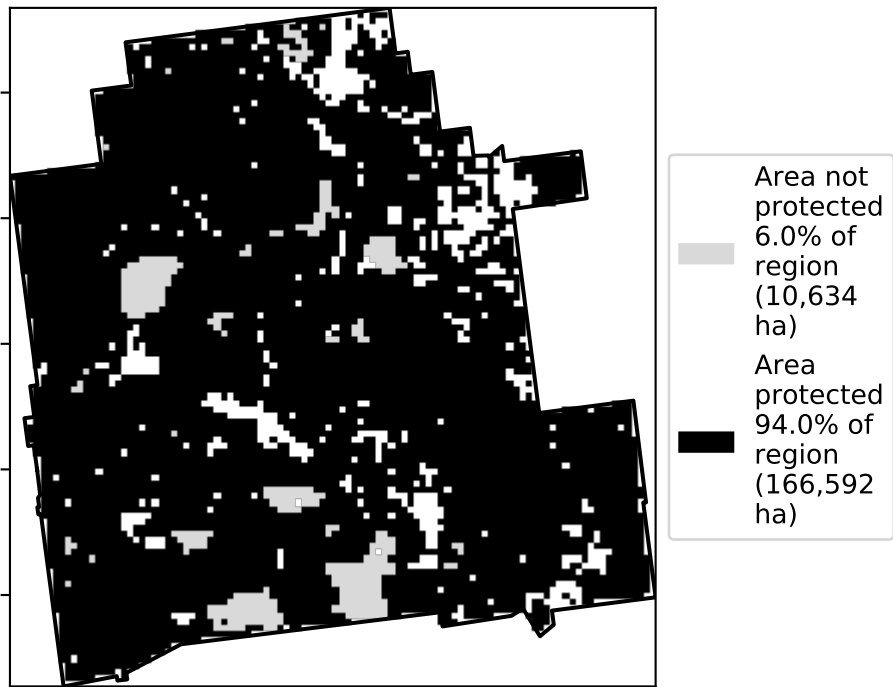 Area not
protected
6.0% of
region
(10,634
ha)
Area
protected
94.0% of
region
(166,592
ha)